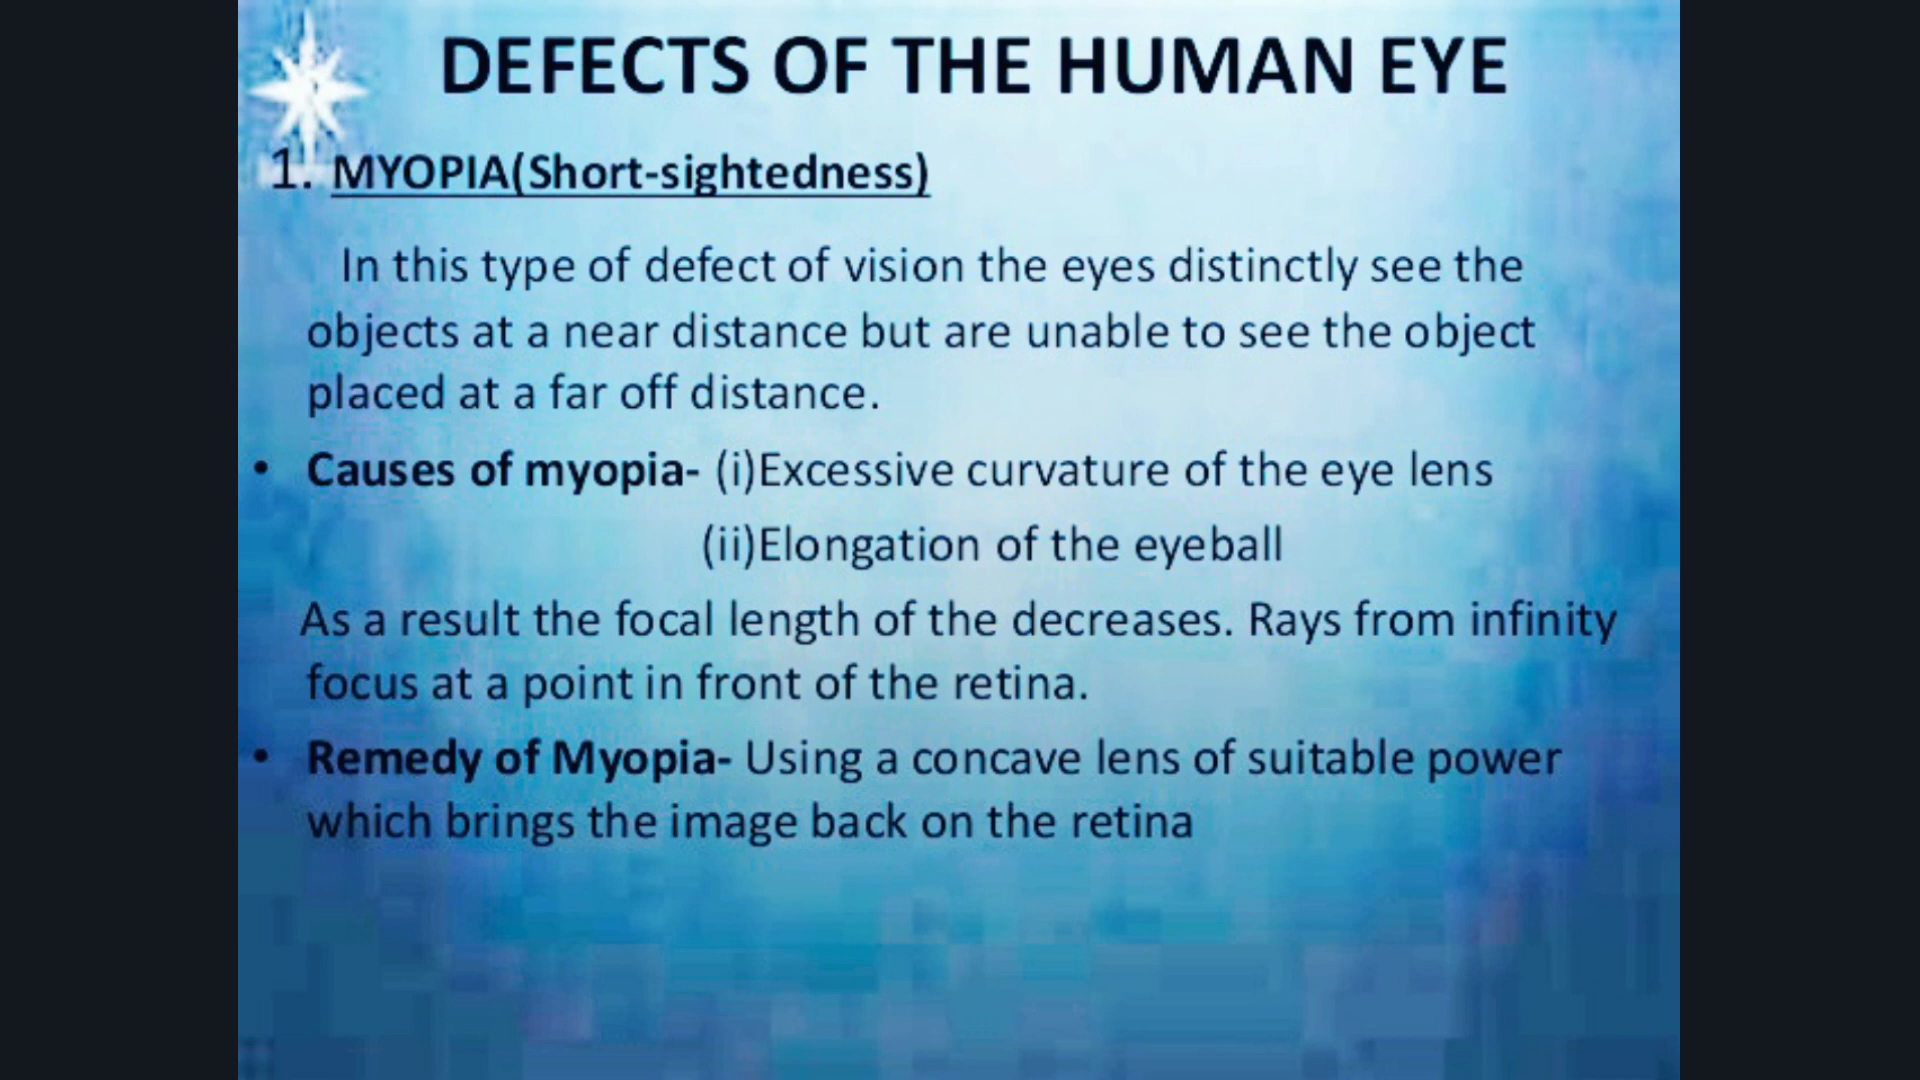 DEFECTS OF THE HUMAN EYE
1. MYOPIA(Short-sightedness)
In this type of defect of vision the eyes distinctly see the
objects at a near distance but are unable to see the object
placed at a far off distance.
• Causes of myopia- (i)Excessive curvature of the eye lens
(ii)Elongation of the eyeball
As a result the focal length of the decreases. Rays from infinity
focus at a point in front of the retina.
• Remedy of Myopia- Using a concave lens of suitable power
which brings the image back on the retina